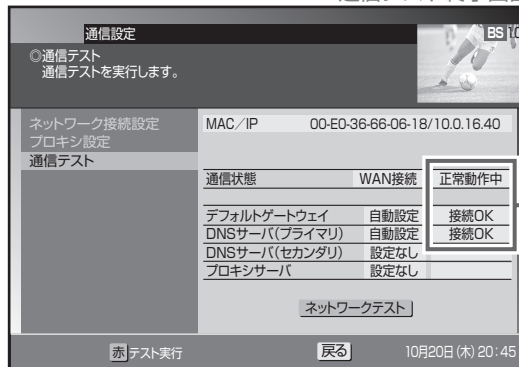 通信設定
BS 10
◎通信テスト
通信テストを実行します。
ネットワーク接続設定
プロキシ設定
通信テスト
MAC／IP 00-E0-36-66-06-18/10.0.16.40
通信状態 WAN接続 正常動作中
デフォルトゲートウェイ 自動設定 接続OK
DNSサーバ(プライマリ) 自動設定 接続OK
DNSサーバ(セカンダリ) 設定なし
プロキシサーバ 設定なし
ネットワークテスト
赤 テスト実行 戻る 10月20日(木) 20:45